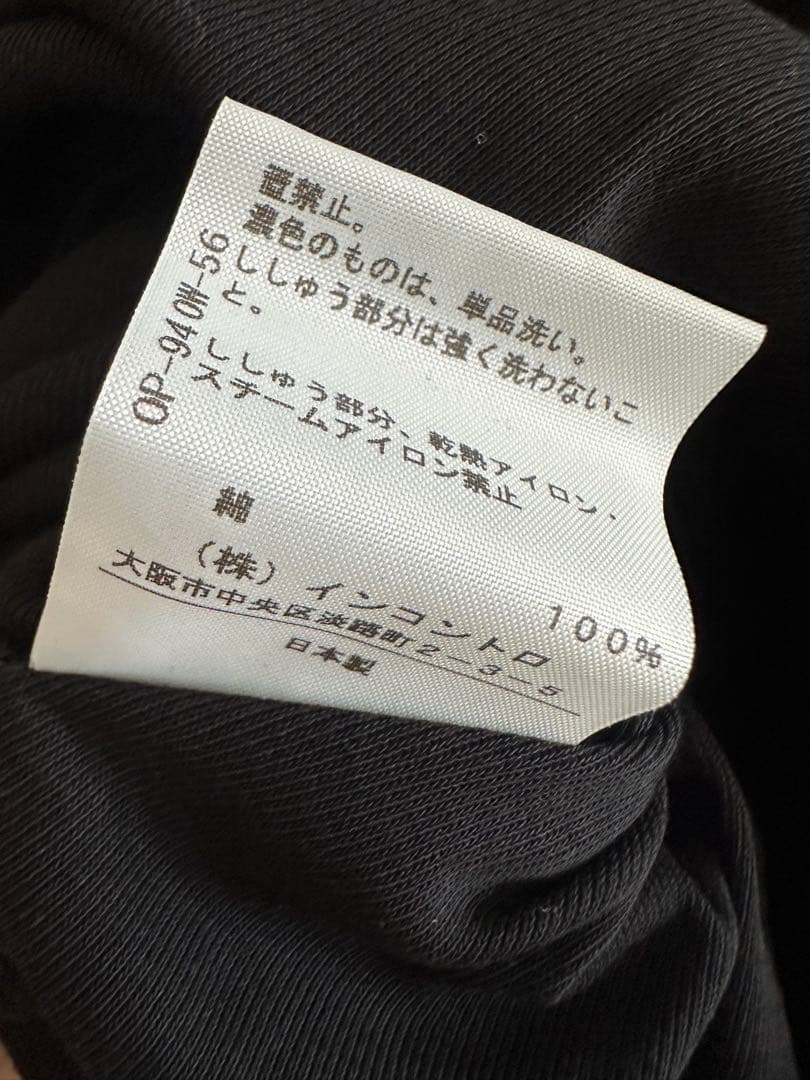 置禁止。
濃色のものは、単品洗い。
ししゅう部分は強く洗わないこ
と。
ししゅう部分、乾熱アイロン、
スチームアイロン禁止
OP-940W-56
綿 100%
(株) インコントロ
大阪市中央区淡路町2-3-5
日本製